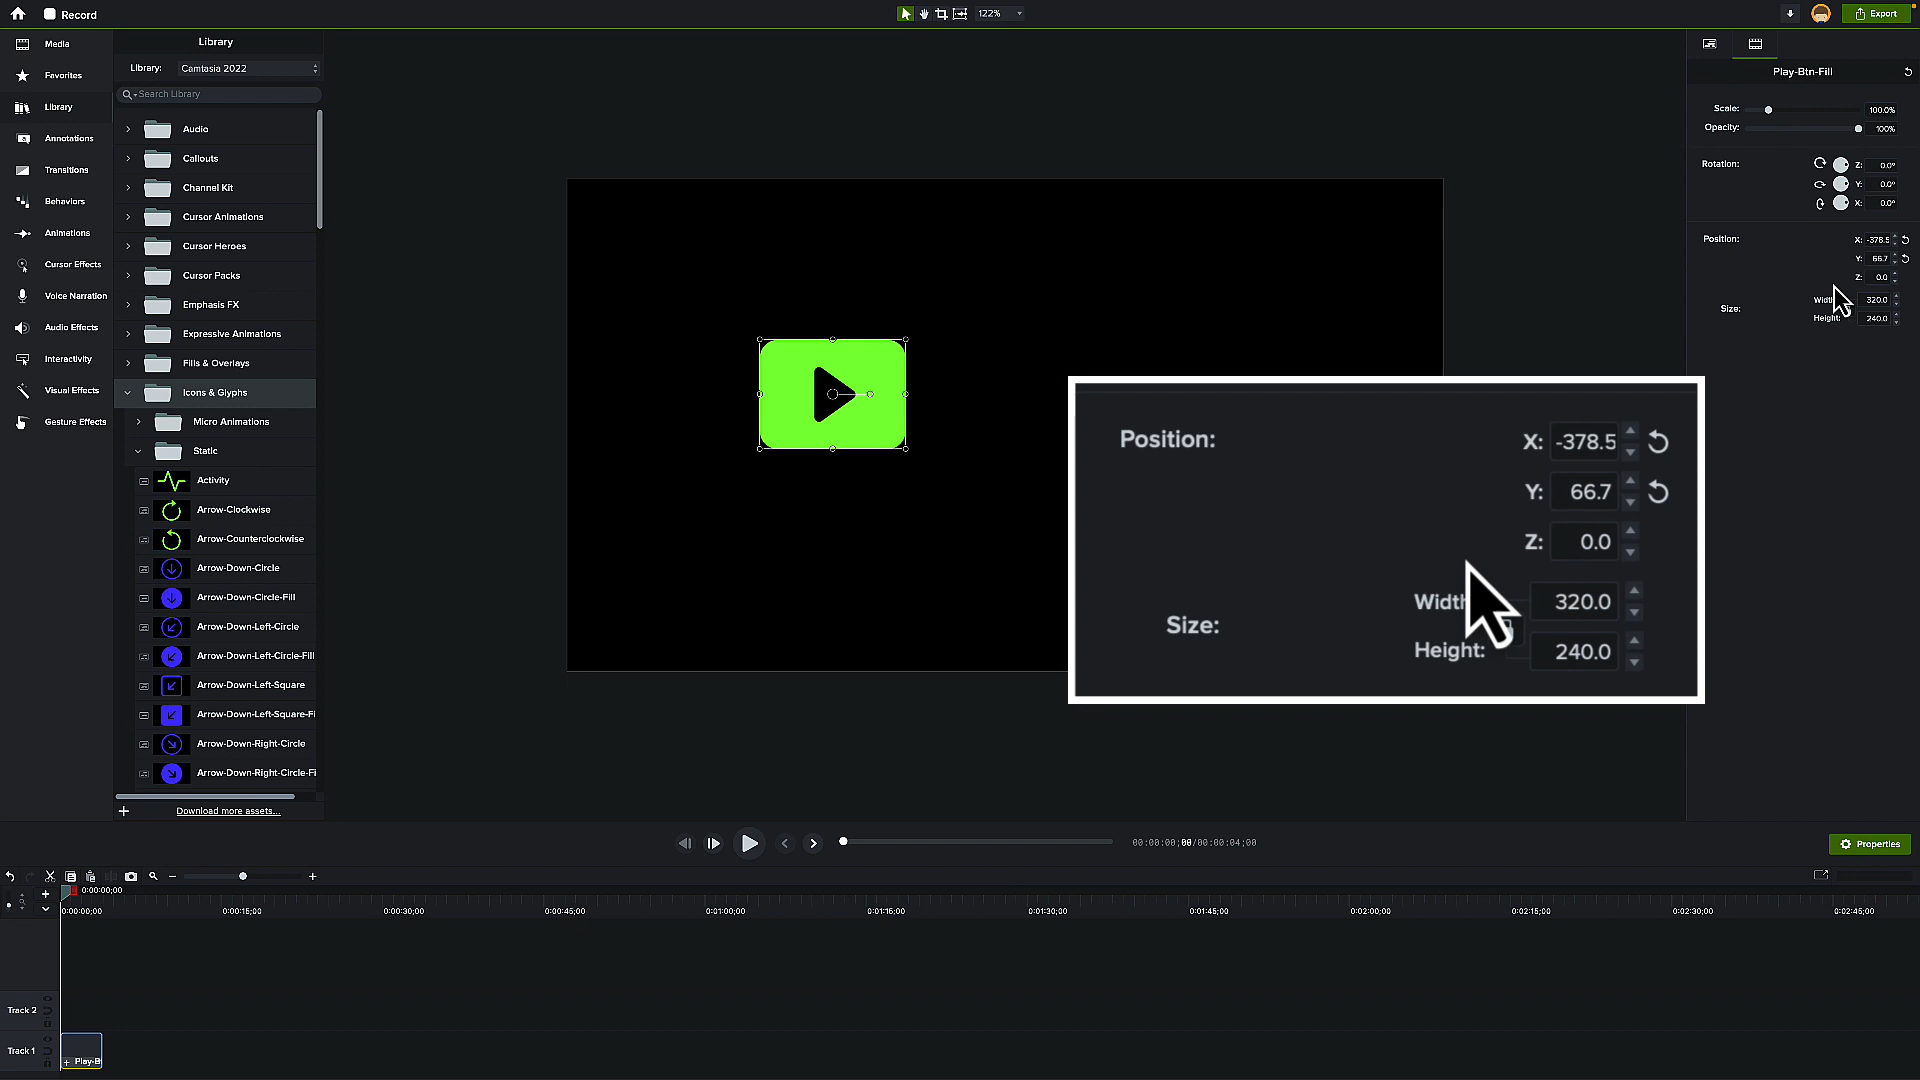 Record
122%
Export
Media
Favorites
Library
Annotations
Transitions
Behaviors
Animations
Cursor Effects
Voice Narration
Audio Effects
Interactivity
Visual Effects
Gesture Effects
Library
Library: Camtasia 2022
Search Library
Audio
Callouts
Channel Kit
Cursor Animations
Cursor Heroes
Cursor Packs
Emphasis FX
Expressive Animations
Fills & Overlays
Icons & Glyphs
Micro Animations
Static
Activity
Arrow-Clockwise
Arrow-Counterclockwise
Arrow-Down-Circle
Arrow-Down-Circle-Fill
Arrow-Down-Left-Circle
Arrow-Down-Left-Circle-Fill
Arrow-Down-Left-Square
Arrow-Down-Left-Square-Fi
Arrow-Down-Right-Circle
Arrow-Down-Right-Circle-Fi
Download more assets...
Play-Btn-Fill
Scale: 100.0%
Opacity: 100%
Rotation: Z: 0.0°
Y: 0.0°
X: 0.0°
Position: X: -378.5
Y: 66.7
Z: 0.0
Size: Width 320.0
Height: 240.0
Position: X: -378.5
Y: 66.7
Z: 0.0
Size: Width 320.0
Height: 240.0
00:00:00;00/00:00:04;00
Properties
0:00:00;00
0:00:00;00 0:00:15;00 0:00:30;00 0:00:45;00 0:01:00;00 0:01:15;00 0:01:30;00 0:01:45;00 0:02:00;00 0:02:15;00 0:02:30;00 0:02:45;00
Track 2
Track 1
+ Play-B